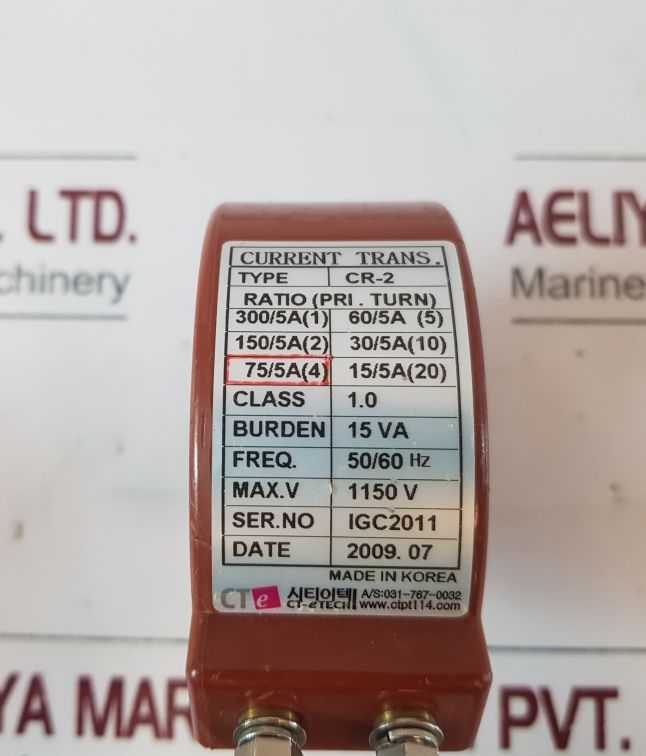 . LTD.
chinery
AELIY
Marine
CURRENT TRANS.
TYPE CR-2
RATIO (PRI. TURN)
300/5A(1) 60/5A (5)
150/5A(2) 30/5A(10)
75/5A(4) 15/5A(20)
CLASS 1.0
BURDEN 15 VA
FREQ. 50/60 Hz
MAX.V 1150 V
SER.NO IGC2011
DATE 2009. 07
MADE IN KOREA
CTe 시티이텍 A/S:031-767-0032
CT-eTECH www.ctpt114.com
YA MAR
PVT.